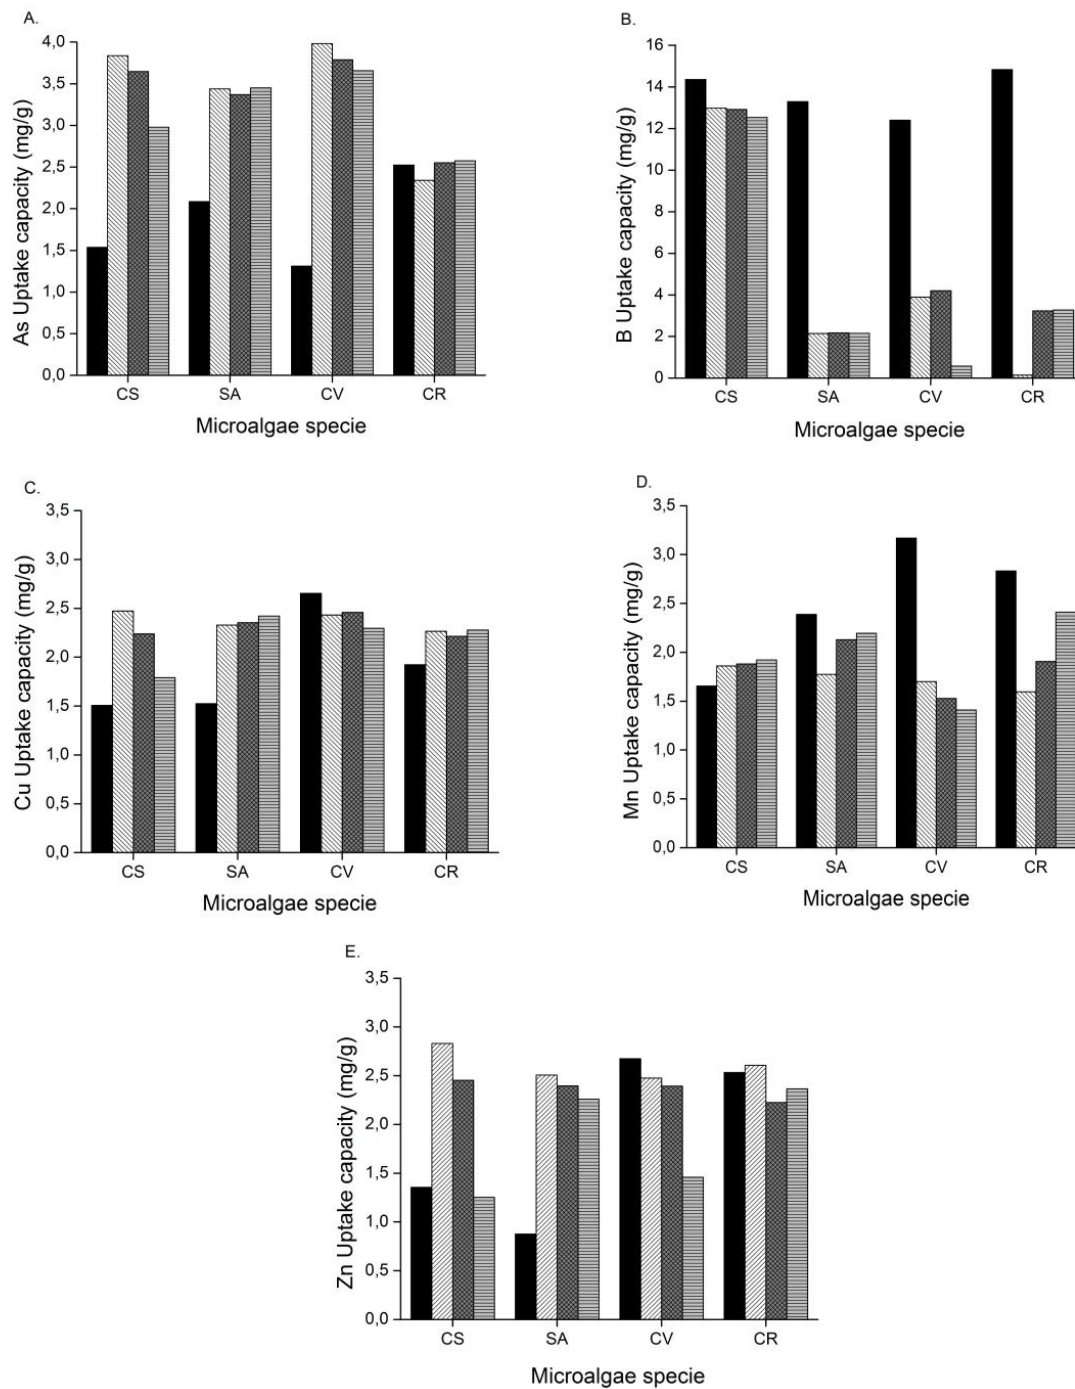 A.
As Uptake capacity (mg/g)
4,0
3,5
3,0
2,5
2,0
1,5
1,0
0,5
0,0
CS SA CV CR
Microalgae specie
B.
B Uptake capacity (mg/g)
16
14
12
10
8
6
4
2
0
CS SA CV CR
Microalgae specie
C.
Cu Uptake capacity (mg/g)
3,5
3,0
2,5
2,0
1,5
1,0
0,5
0,0
CS SA CV CR
Microalgae specie
D.
Mn Uptake capacity (mg/g)
3,5
3,0
2,5
2,0
1,5
1,0
0,5
0,0
CS SA CV CR
Microalgae specie
E.
Zn Uptake capacity (mg/g)
3,5
3,0
2,5
2,0
1,5
1,0
0,5
0,0
CS SA CV CR
Microalgae specie